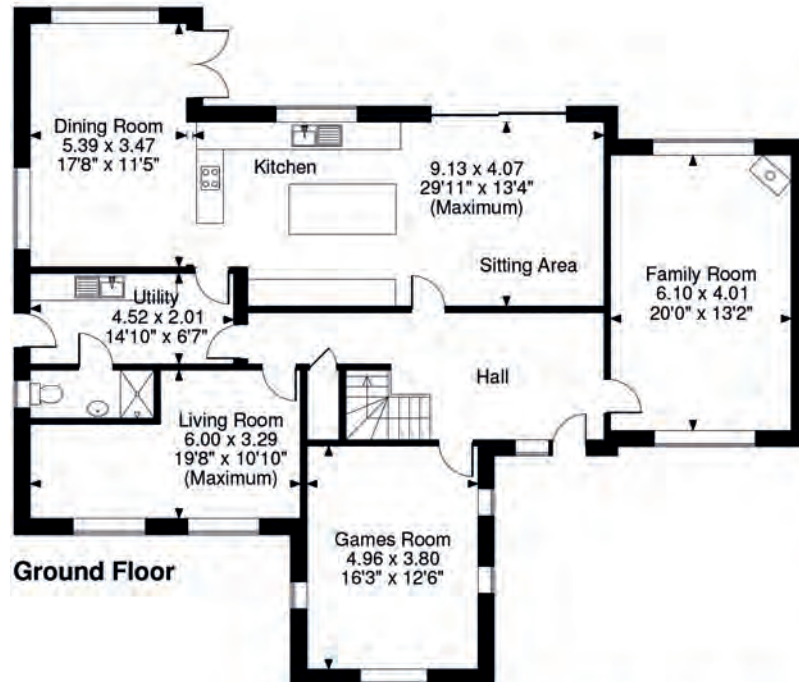 Dining Room
5.39 x 3.47
17'8" x 11'5"
Kitchen
9.13 x 4.07
29'11" x 13'4"
(Maximum)
Sitting Area
Family Room
6.10 x 4.01
20'0" x 13'2"
Utility
4.52 x 2.01
14'10" x 6'7"
Hall
Living Room
6.00 x 3.29
19'8" x 10'10"
(Maximum)
Games Room
4.96 x 3.80
16'3" x 12'6"
Ground Floor